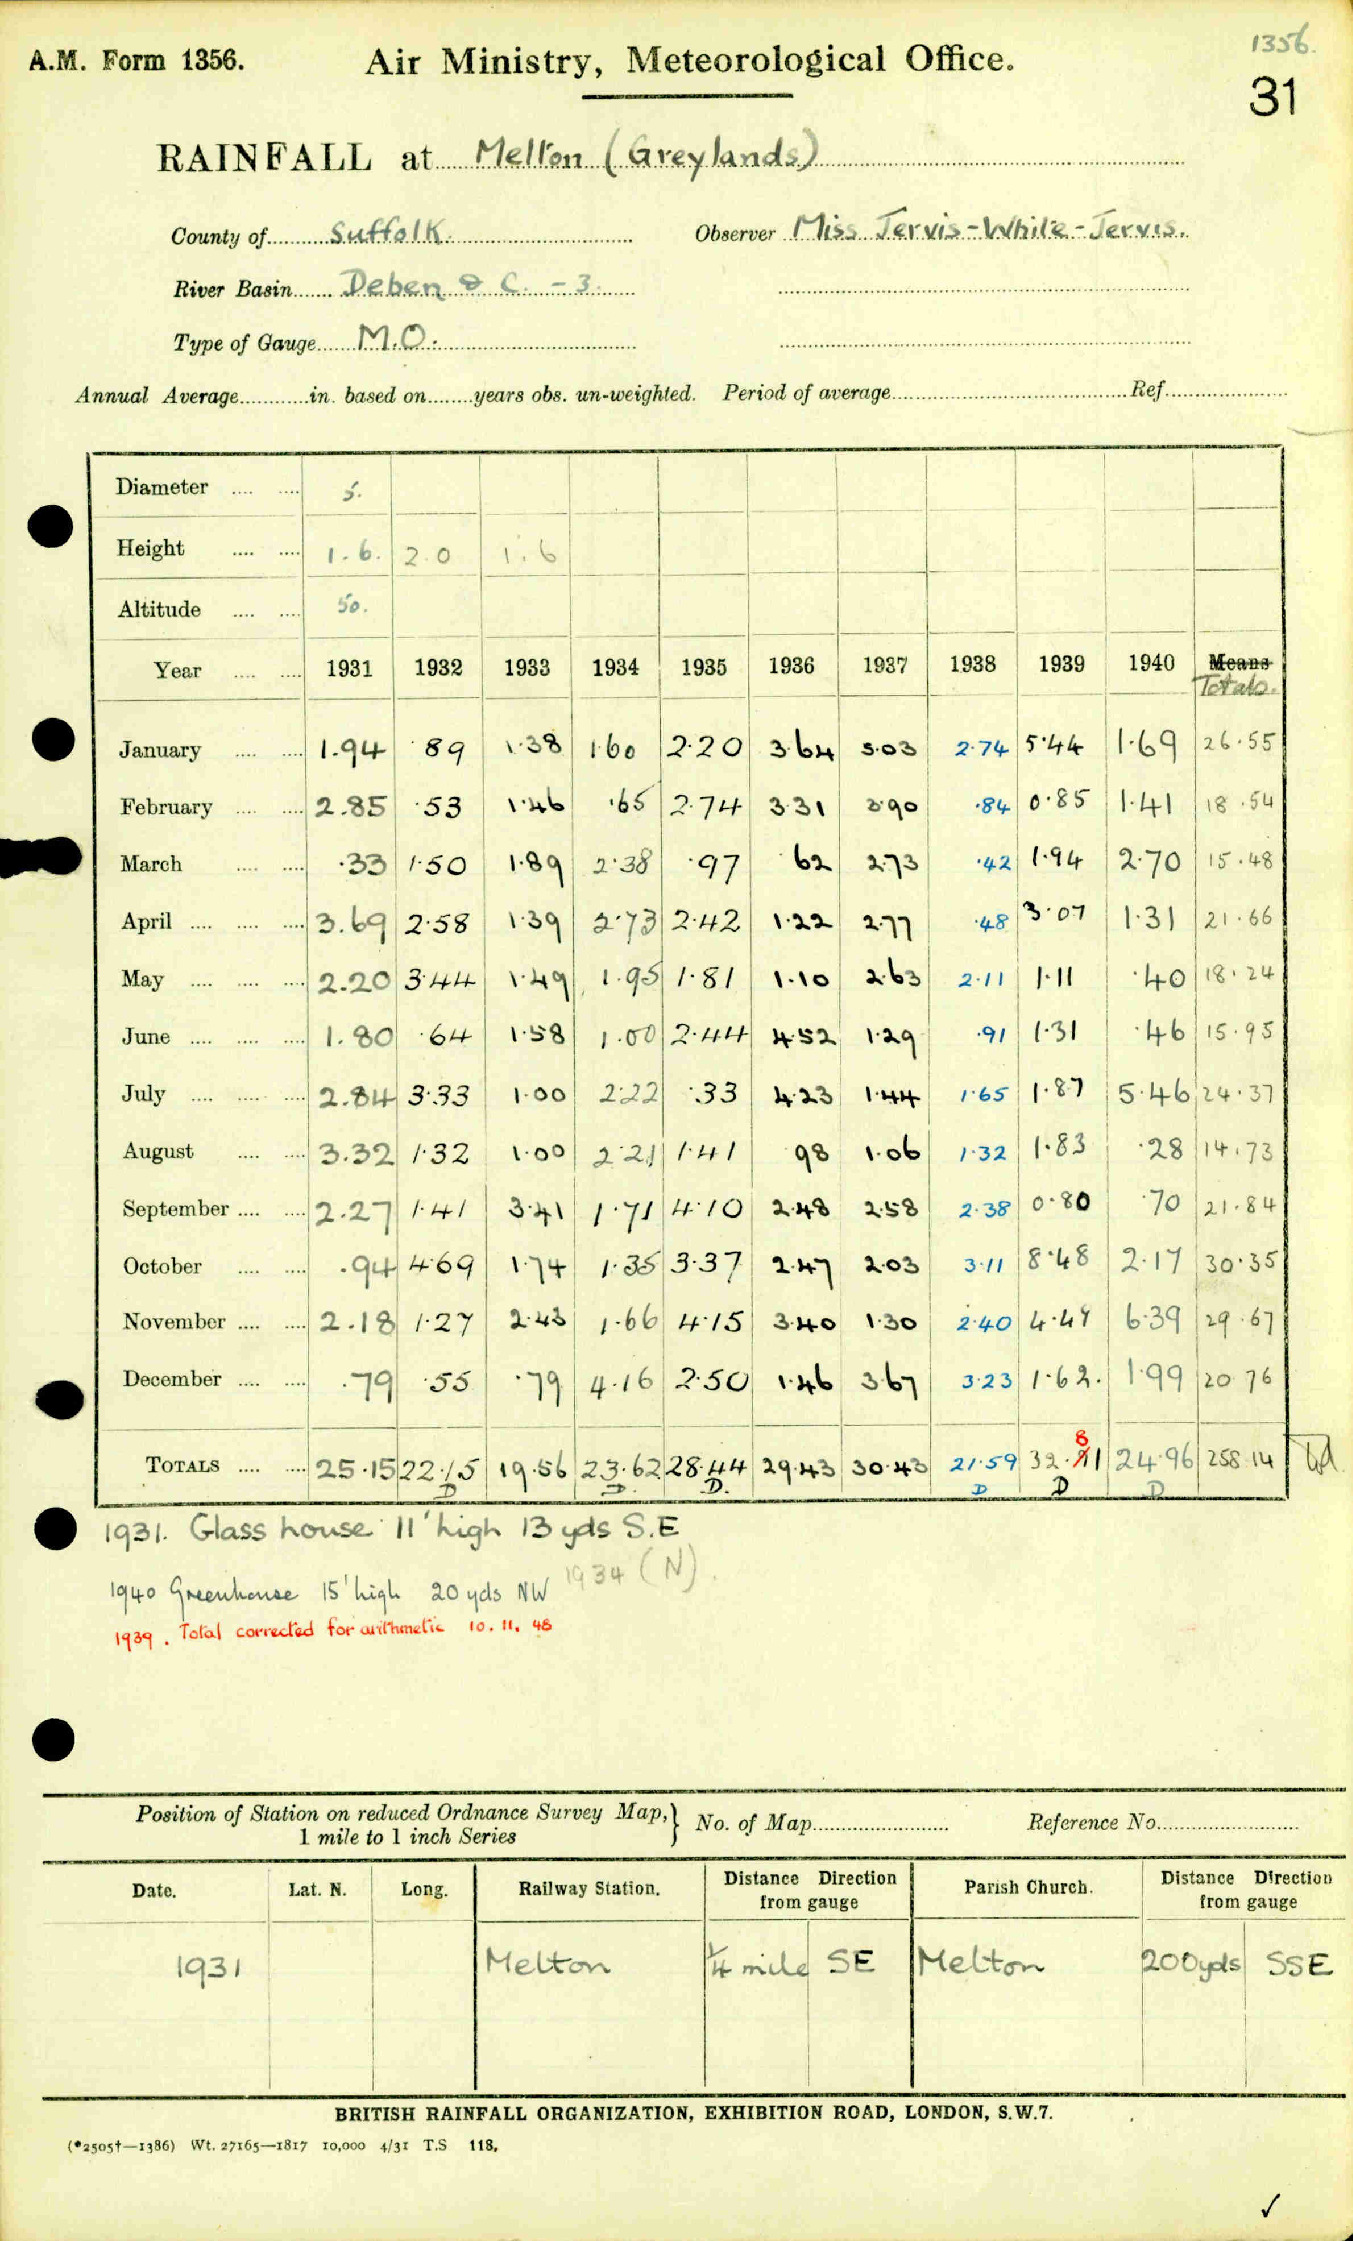 1356.
A.M. Form 1356. Air Ministry, Meteorological Office.
31
RAINFALL at Melton (Greylands)
County of Suffolk. Observer Miss Jervis-White-Jervis.
River Basin Deben & C. - 3.
Type of Gauge M.O.
Annual Average in. based on years obs. un-weighted. Period of average Ref.
Diameter 5.
Height 1.6. 2.0 1.6
Altitude 50.
Year 1931 1932 1933 1934 1935 1936 1937 1938 1939 1940 Means
Totals.
January 1.94 89 1.38 1.60 2.20 3.64 5.03 2.74 5.44 1.69 26.55
February 2.85 .53 1.46 .65 2.74 3.31 3.90 .84 0.85 1.41 18.54
March .33 1.50 1.89 2.38 .97 62 2.73 .42 1.94 2.70 15.48
April 3.69 2.58 1.39 2.73 2.42 1.22 2.77 .48 3.07 1.31 21.66
May 2.20 3.44 1.49 1.95 1.81 1.10 2.63 2.11 1.11 .40 18.24
June 1.80 .64 1.58 1.00 2.44 4.52 1.29 .91 1.31 .46 15.95
July 2.84 3.33 1.00 2.22 .33 4.23 1.44 1.65 1.87 5.46 24.37
August 3.32 1.32 1.00 2.21 1.41 98 1.06 1.32 1.83 .28 14.73
September 2.27 1.41 3.41 1.71 4.10 2.48 2.58 2.38 0.80 .70 21.84
October .94 4.69 1.74 1.35 3.37 2.47 2.03 3.11 8.48 2.17 30.35
November 2.18 1.27 2.43 1.66 4.15 3.40 1.30 2.40 4.49 6.39 29.67
December .79 .55 .79 4.16 2.50 1.46 3.67 3.23 1.62. 1.99 20 76
TOTALS 25.15 22.15 19.56 23.62 28.44 29.43 30.43 21.59 32.81 24.96 258.14
D D. D. D D D
1931. Glass house 11' high 13 yds S.E
1940 Greenhouse 15' high 20 yds NW 1934 (N).
1939. Total corrected for arithmetic 10. 11. 48
Position of Station on reduced Ordnance Survey Map,} No. of Map Reference No.
1 mile to 1 inch Series
Date. Lat. N. Long. Railway Station. Distance Direction from gauge Parish Church. Distance Direction from gauge
1931 Melton ¼ mile SE Melton 200yds SSE
BRITISH RAINFALL ORGANIZATION, EXHIBITION ROAD, LONDON, S.W.7.
(*2505†—1386) Wt. 27165—1817 10,000 4/31 T.S 118.
✓